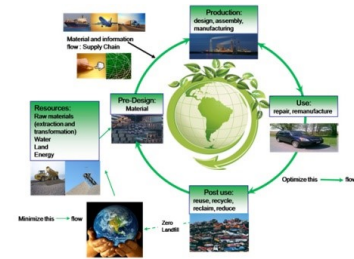 Production:
design, assembly,
manufacturing
Material and information
flow : Supply Chain
Pre-Design:
Material
Resources:
Raw materials
(extraction and
transformation)
Water
Land
Energy
Use:
repair, remanufacture
Optimize this → flow
Post use:
reuse, recycle,
reclaim, reduce
Zero
Landfill
Minimize this → flow